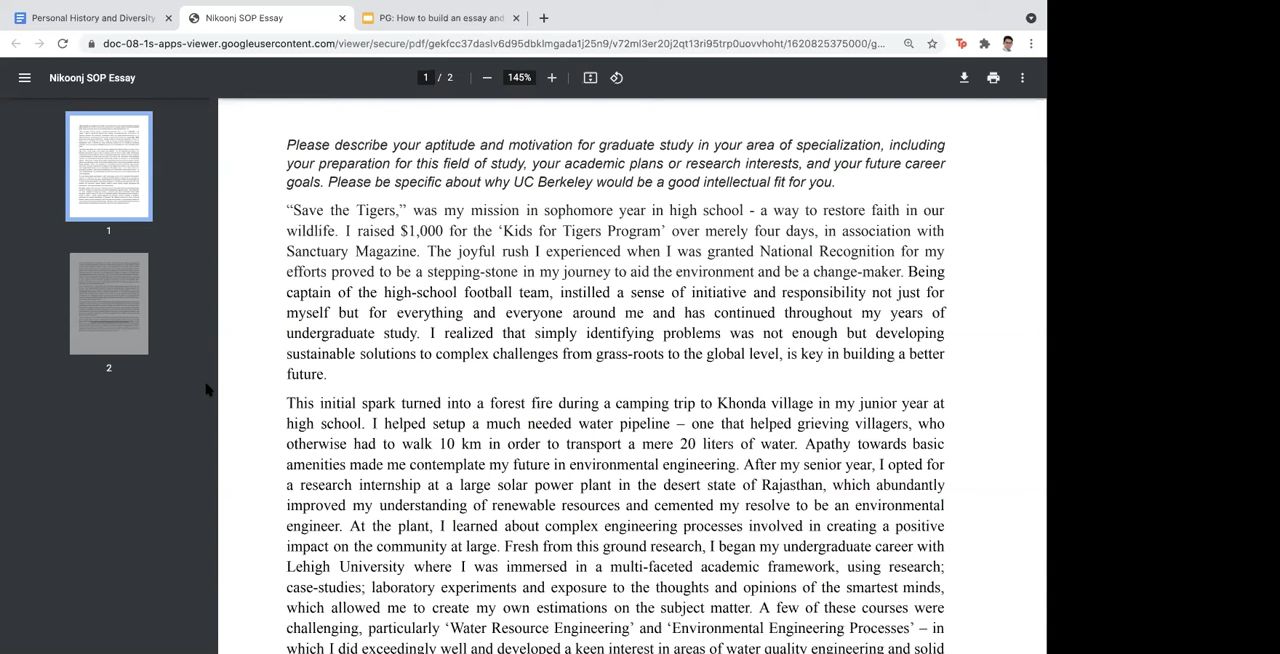 Personal History and Diversity
Nikoonj SOP Essay
PG: How to build an essay and
doc-08-1s-apps-viewer.googleusercontent.com/viewer/secure/pdf/gekfcc37daslv6d95dbklmgada1j25n9/v72ml3er20j2qt13ri95trp0uovvhoht/1620825375000/g...
Nikoonj SOP Essay
1 / 2
145%
1
2
Please describe your aptitude and motivation for graduate study in your area of specialization, including
your preparation for this field of study, your academic plans or research interests and your future career
goals. Please be specific about why UC Berkeley would be a good intellectual fit for you.
“Save the Tigers,” was my mission in sophomore year in high school - a way to restore faith in our
wildlife. I raised $1,000 for the ‘Kids for Tigers Program’ over merely four days, in association with
Sanctuary Magazine. The joyful rush I experienced when I was granted National Recognition for my
efforts proved to be a stepping-stone in my journey to aid the environment and be a change-maker. Being
captain of the high-school football team, instilled a sense of initiative and responsibility not just for
myself but for everything and everyone around me and has continued throughout my years of
undergraduate study. I realized that simply identifying problems was not enough but developing
sustainable solutions to complex challenges from grass-roots to the global level, is key in building a better
future.
This initial spark turned into a forest fire during a camping trip to Khonda village in my junior year at
high school. I helped setup a much needed water pipeline – one that helped grieving villagers, who
otherwise had to walk 10 km in order to transport a mere 20 liters of water. Apathy towards basic
amenities made me contemplate my future in environmental engineering. After my senior year, I opted for
a research internship at a large solar power plant in the desert state of Rajasthan, which abundantly
improved my understanding of renewable resources and cemented my resolve to be an environmental
engineer. At the plant, I learned about complex engineering processes involved in creating a positive
impact on the community at large. Fresh from this ground research, I began my undergraduate career with
Lehigh University where I was immersed in a multi-faceted academic framework, using research;
case-studies; laboratory experiments and exposure to the thoughts and opinions of the smartest minds,
which allowed me to create my own estimations on the subject matter. A few of these courses were
challenging, particularly ‘Water Resource Engineering’ and ‘Environmental Engineering Processes’ – in
which I did exceedingly well and developed a keen interest in areas of water quality engineering and solid